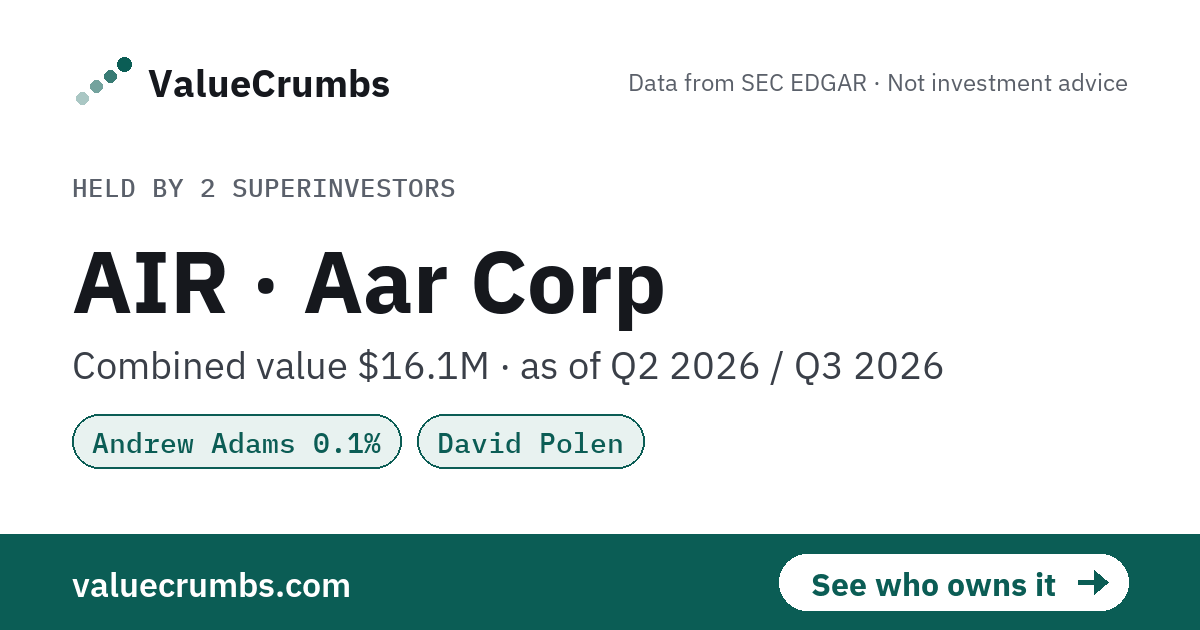 ValueCrumbs
Data from SEC EDGAR · Not investment advice
HELD BY 2 SUPERINVESTORS
AIR · Aar Corp
Combined value $16.1M · as of Q2 2026 / Q3 2026
Andrew Adams 0.1%
David Polen
valuecrumbs.com
See who owns it →